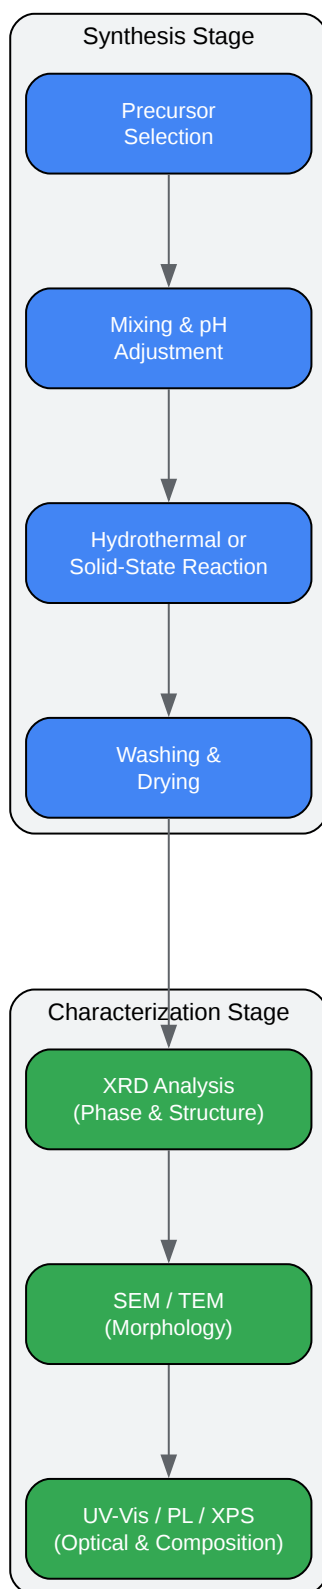 Synthesis Stage
Precursor
Selection
Mixing & pH
Adjustment
Hydrothermal or
Solid-State Reaction
Washing &
Drying
Characterization Stage
XRD Analysis
(Phase & Structure)
SEM / TEM
(Morphology)
UV-Vis / PL / XPS
(Optical & Composition)